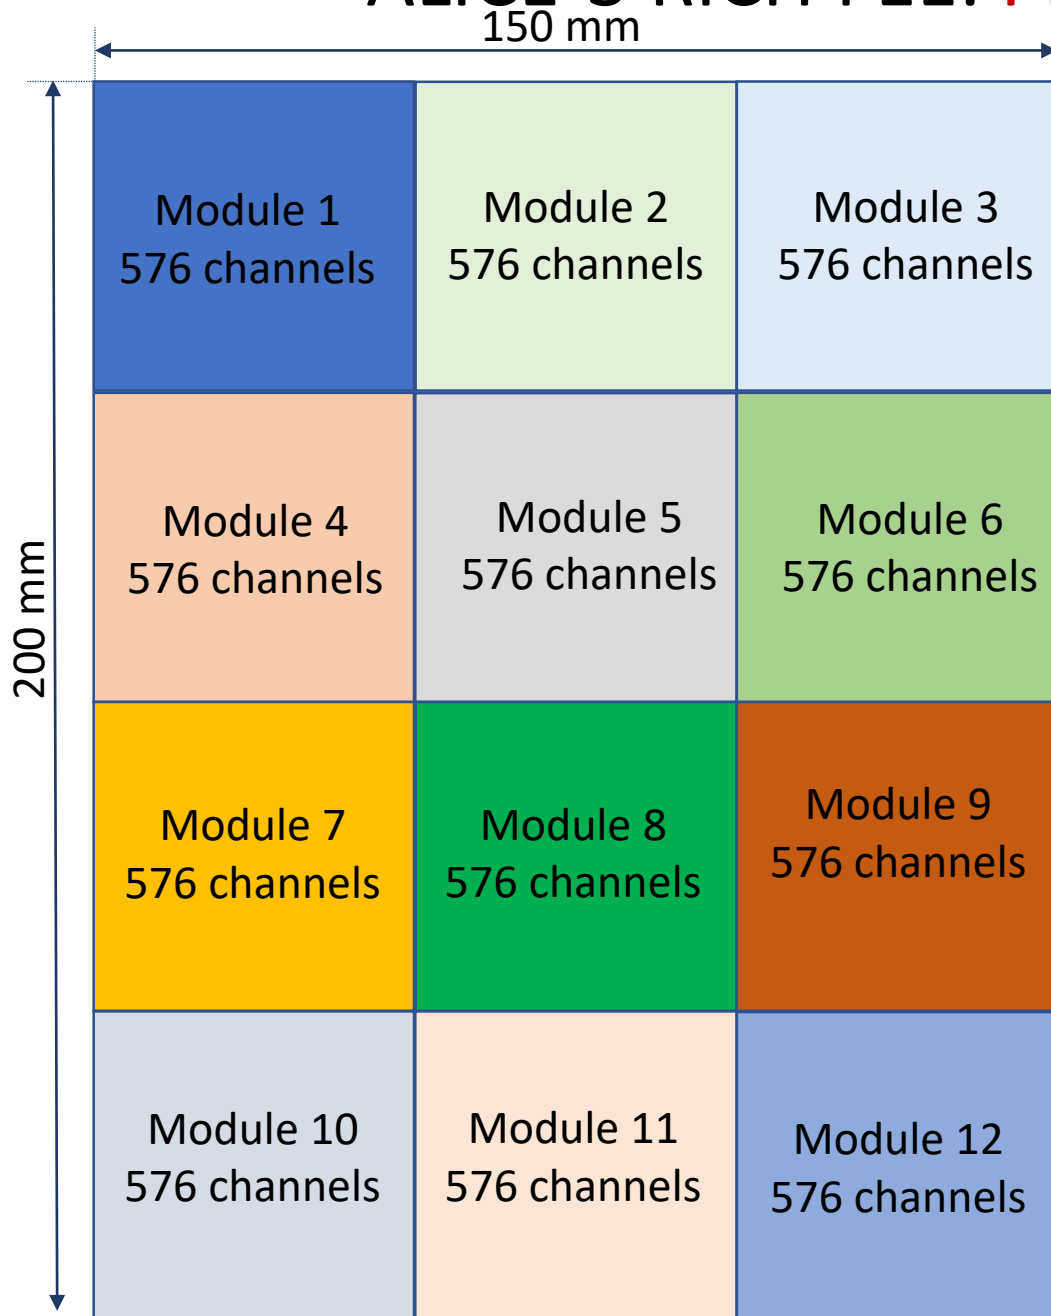 150 mm
Module 1
576 channels
Module 2
576 channels
Module 3
576 channels
200 mm
Module 4
576 channels
Module 5
576 channels
Module 6
576 channels
Module 7
576 channels
Module 8
576 channels
Module 9
576 channels
Module 10
576 channels
Module 11
576 channels
Module 12
576 channels